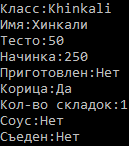 Класс:Khinkali
Имя:Хинкали
Тесто:50
Начинка:250
Приготовлен:Нет
Корица:Да
Кол-во складок:1
Соус:Нет
Съеден:Нет